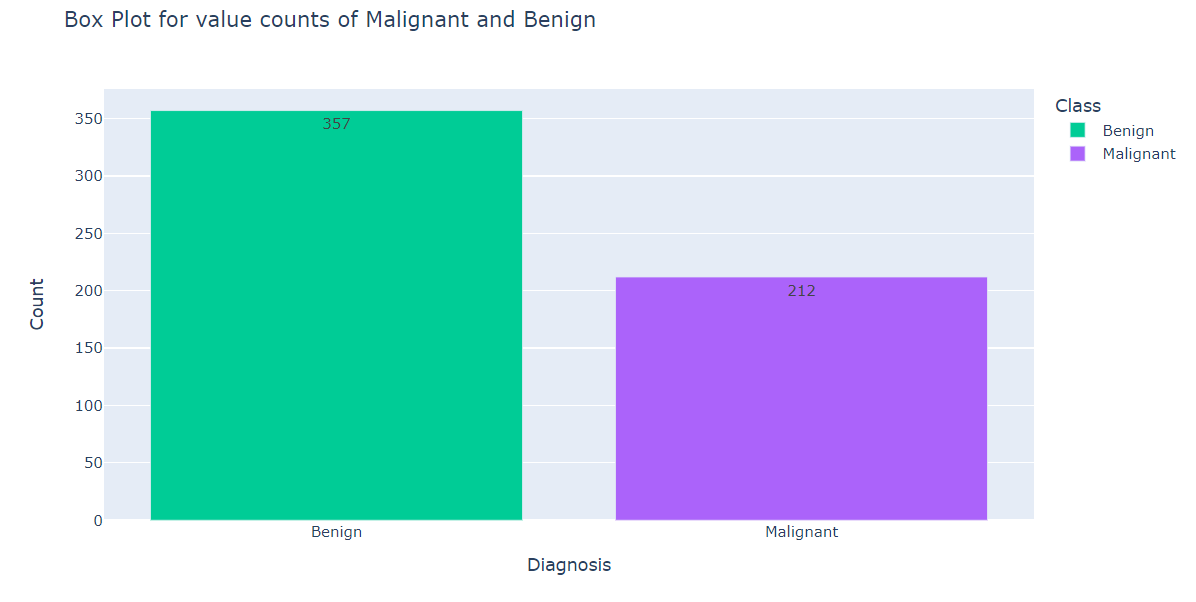 Box Plot for value counts of Malignant and Benign
Class
Benign
Malignant
350
300
250
200
150
100
50
0
Count
357
212
Benign
Malignant
Diagnosis